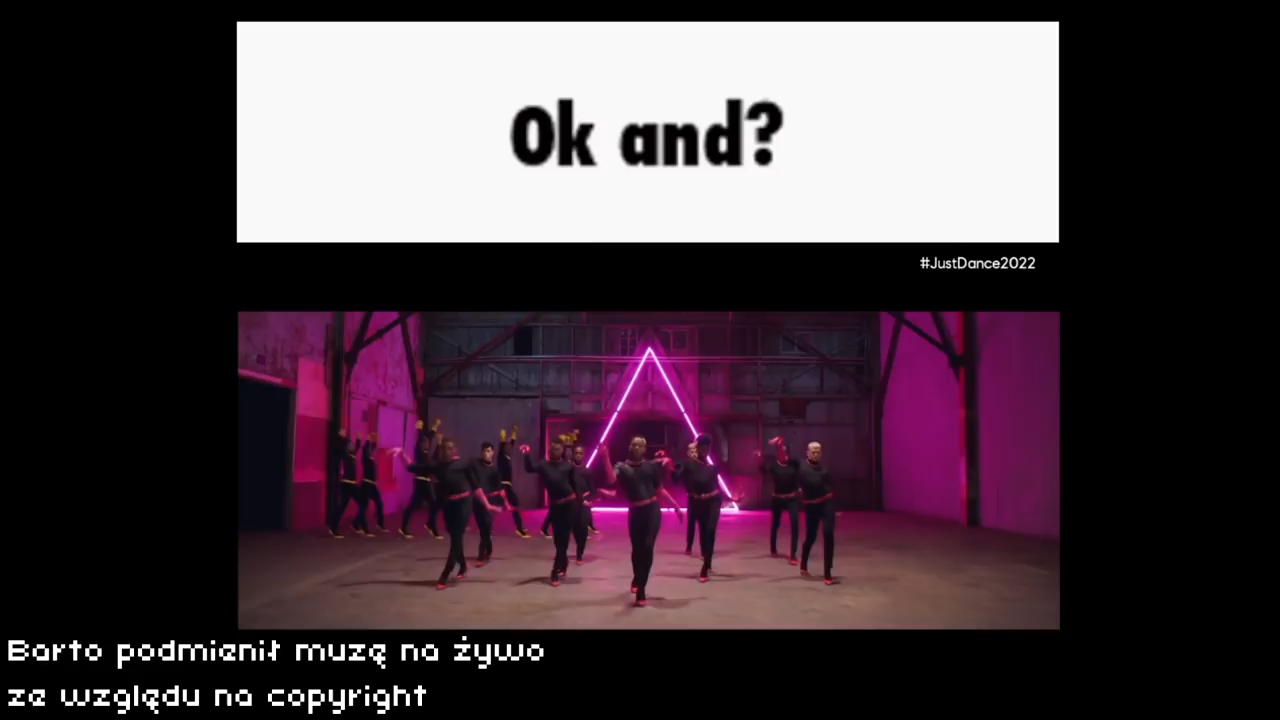 Ok and?
#JustDance2022
Barto podmienił muzę na żywo
ze względu na copyright